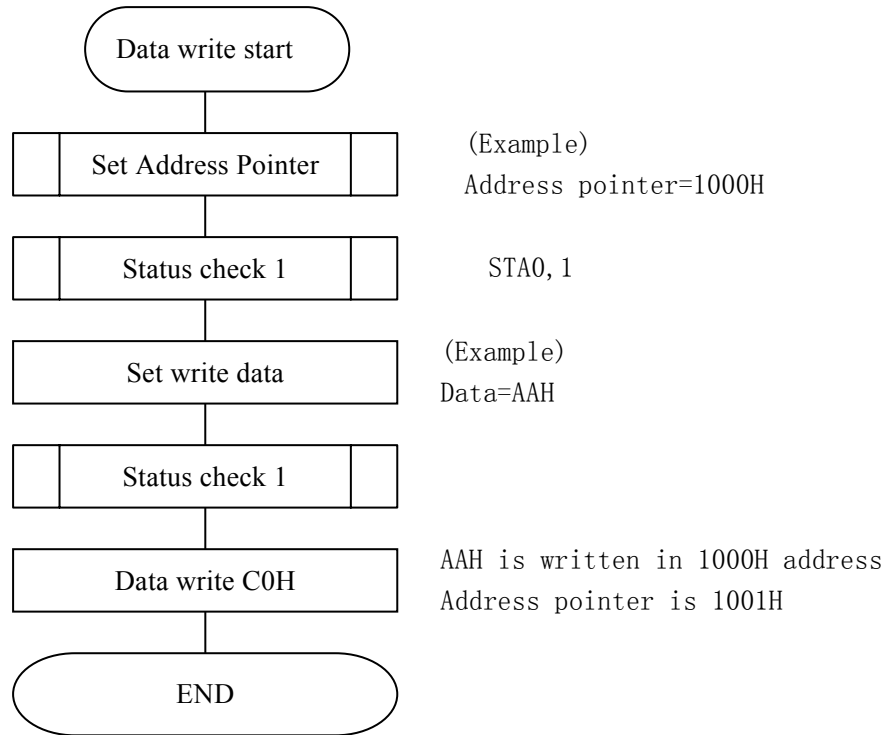 Data write start
Set Address Pointer
(Example)
Address pointer=1000H
Status check 1
STA0,1
Set write data
(Example)
Data=AAH
Status check 1
Data write C0H
AAH is written in 1000H address
Address pointer is 1001H
END